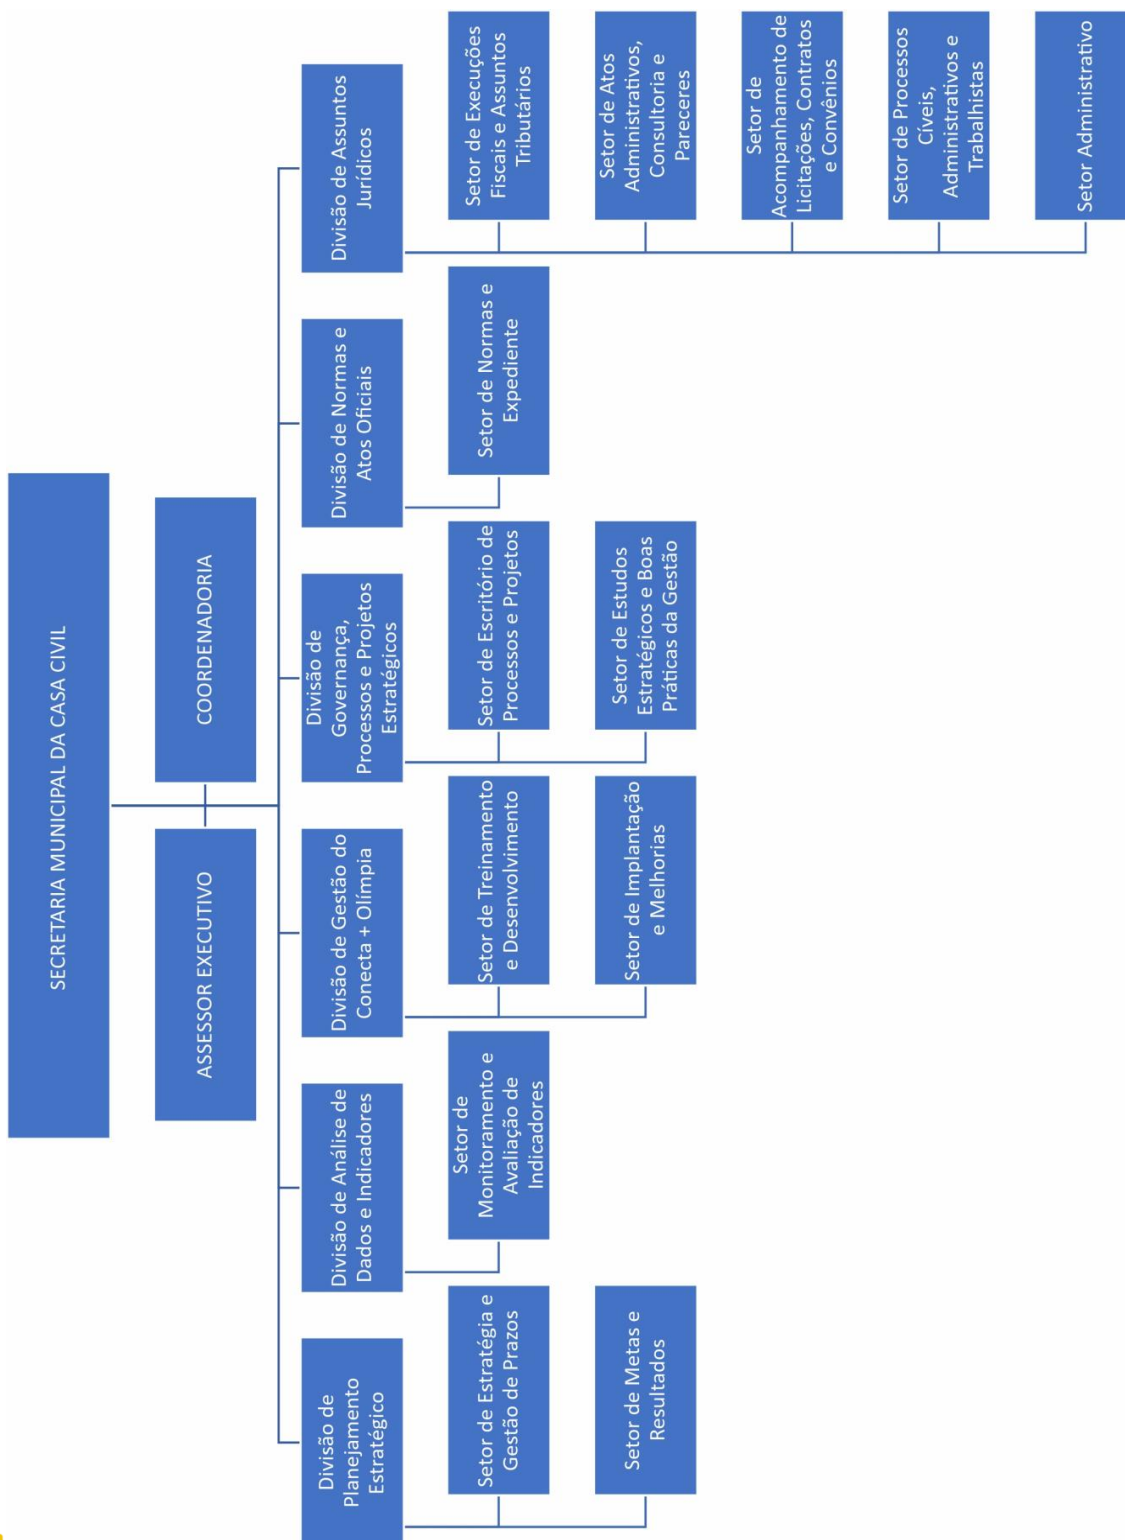 SECRETARIA MUNICIPAL DA CASA CIVIL
ASSESSOR EXECUTIVO
COORDENADORIA
Divisão de
Planejamento
Estratégico
Setor de Estratégia e
Gestão de Prazos
Setor de Metas e
Resultados
Divisão de Análise de
Dados e Indicadores
Setor de
Monitoramento e
Avaliação de
Indicadores
Divisão de Gestão do
Conecta + Olímpia
Setor de Treinamento
e Desenvolvimento
Setor de Implantação
e Melhorias
Divisão de
Governança,
Processos e Projetos
Estratégicos
Setor de Escritório de
Processos e Projetos
Setor de Estudos
Estratégicos e Boas
Práticas da Gestão
Divisão de Normas e
Atos Oficiais
Setor de Normas e
Expediente
Divisão de Assuntos
Jurídicos
Setor de Execuções
Fiscais e Assuntos
Tributários
Setor de Atos
Administrativos,
Consultoria e
Pareceres
Setor de
Acompanhamento de
Licitações, Contratos
e Convênios
Setor de Processos
Cíveis,
Administrativos e
Trabalhistas
Setor Administrativo